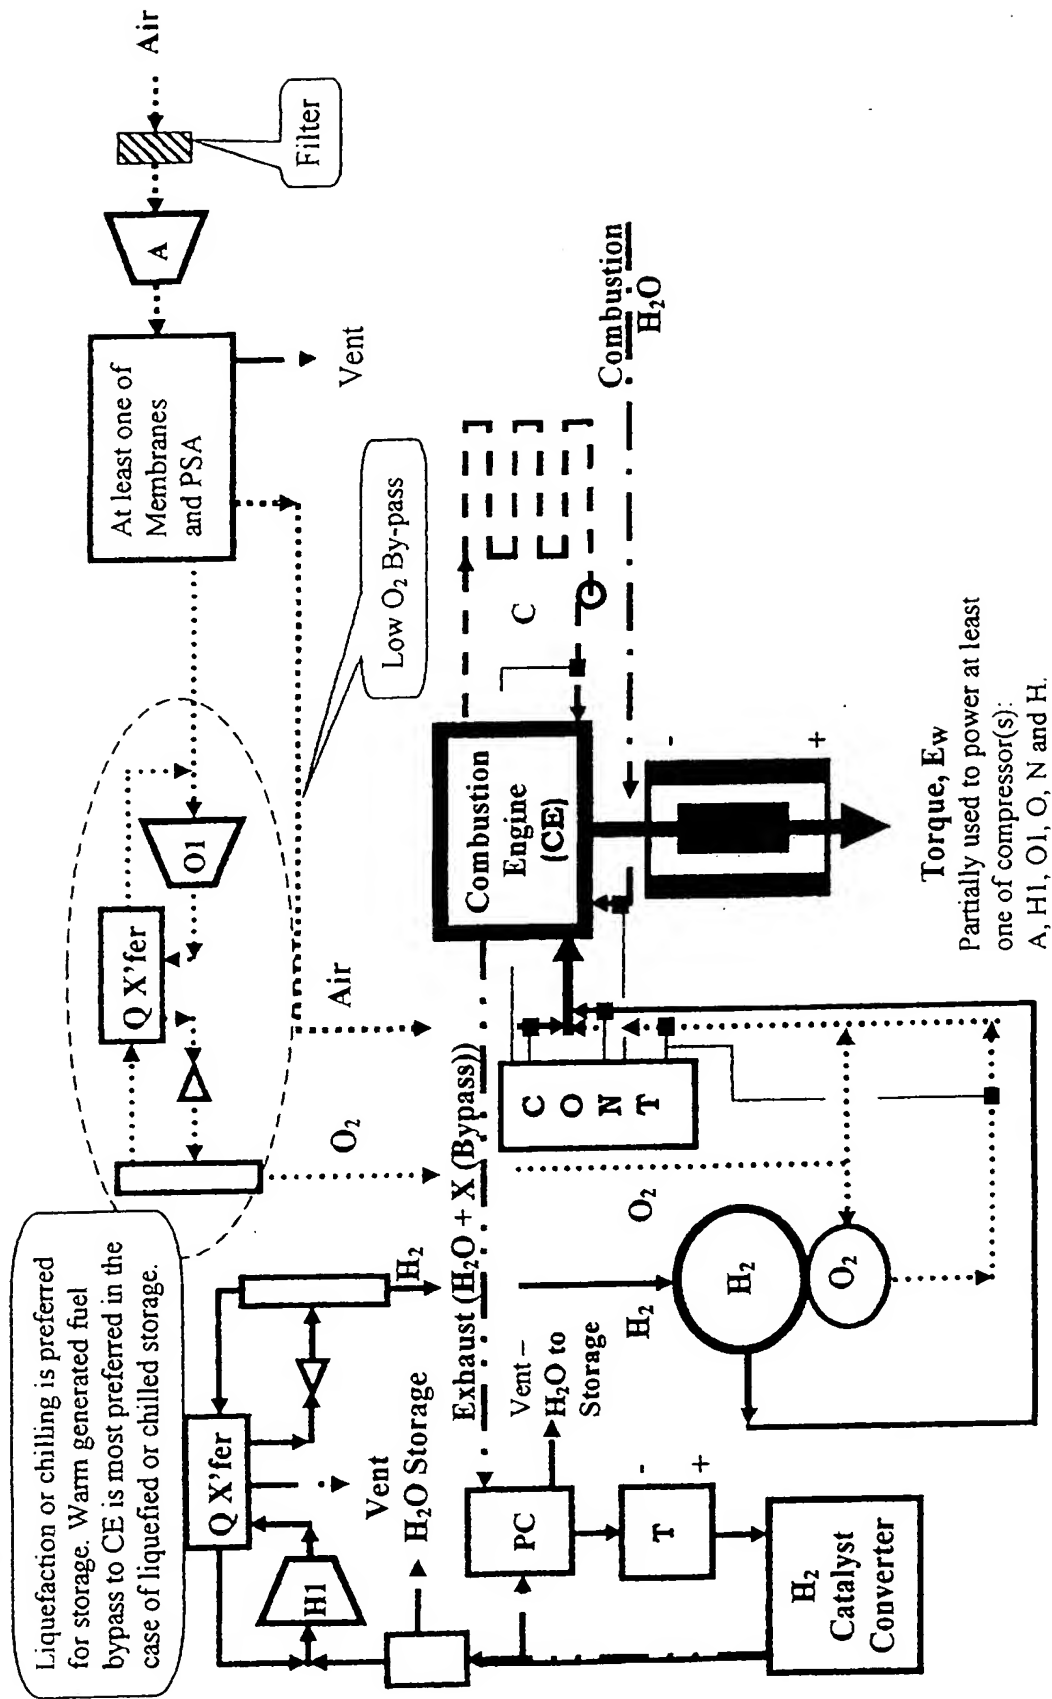 Liquefaction or chilling is preferred
for storage. Warm generated fuel
bypass to CE is most preferred in the
case of liquefied or chilled storage.
Q X'fer
H1
Vent
H₂O Storage
H₂
O₂
Q X'fer
O1
Air
At least one of
Membranes
and PSA
Vent
A
Filter
Air
Low O₂ By-pass
Exhaust (H₂O + X (Bypass))
Combustion
Engine
(CE)
C
Combustion
H₂O
PC
Vent –
H₂O to
Storage
T
-
+
H₂
Catalyst
Converter
H₂
O₂
H₂
O₂
C
O
N
T
-
+
Torque, Ew
Partially used to power at least
one of compressor(s):
A, H1, O1, O, N and H.